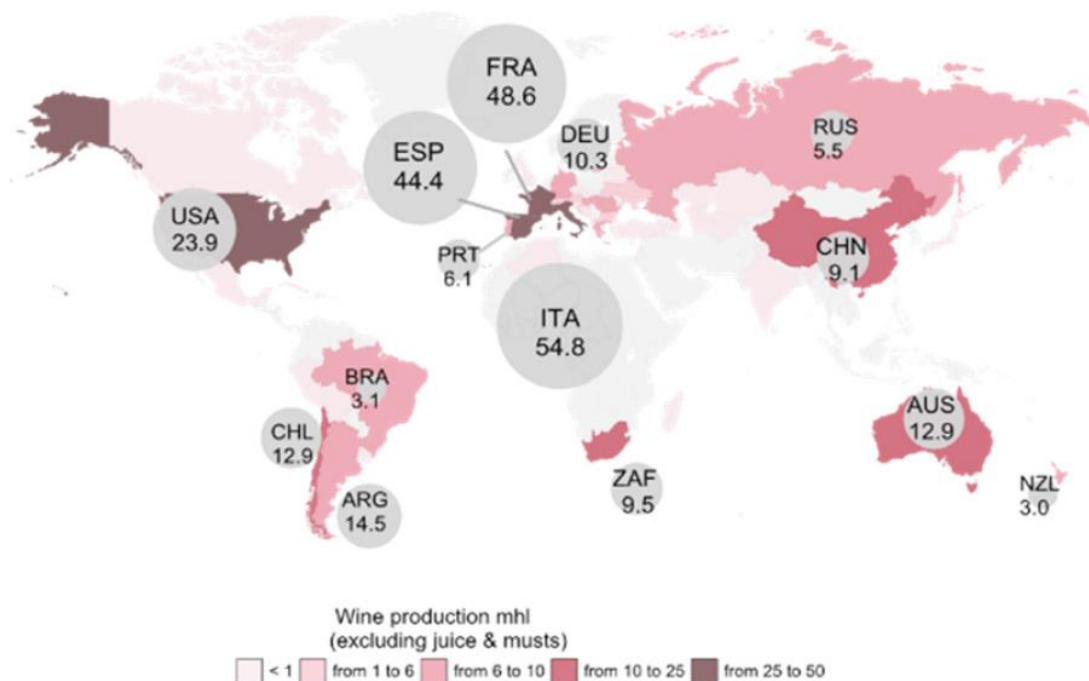 FRA
48.6
ESP
44.4
DEU
10.3
RUS
5.5
USA
23.9
PRT
6.1
CHN
9.1
ITA
54.8
BRA
3.1
CHL
12.9
ARG
14.5
ZAF
9.5
AUS
12.9
NZL
3.0
Wine production mhl
(excluding juice & musts)
< 1 from 1 to 6 from 6 to 10 from 10 to 25 from 25 to 50